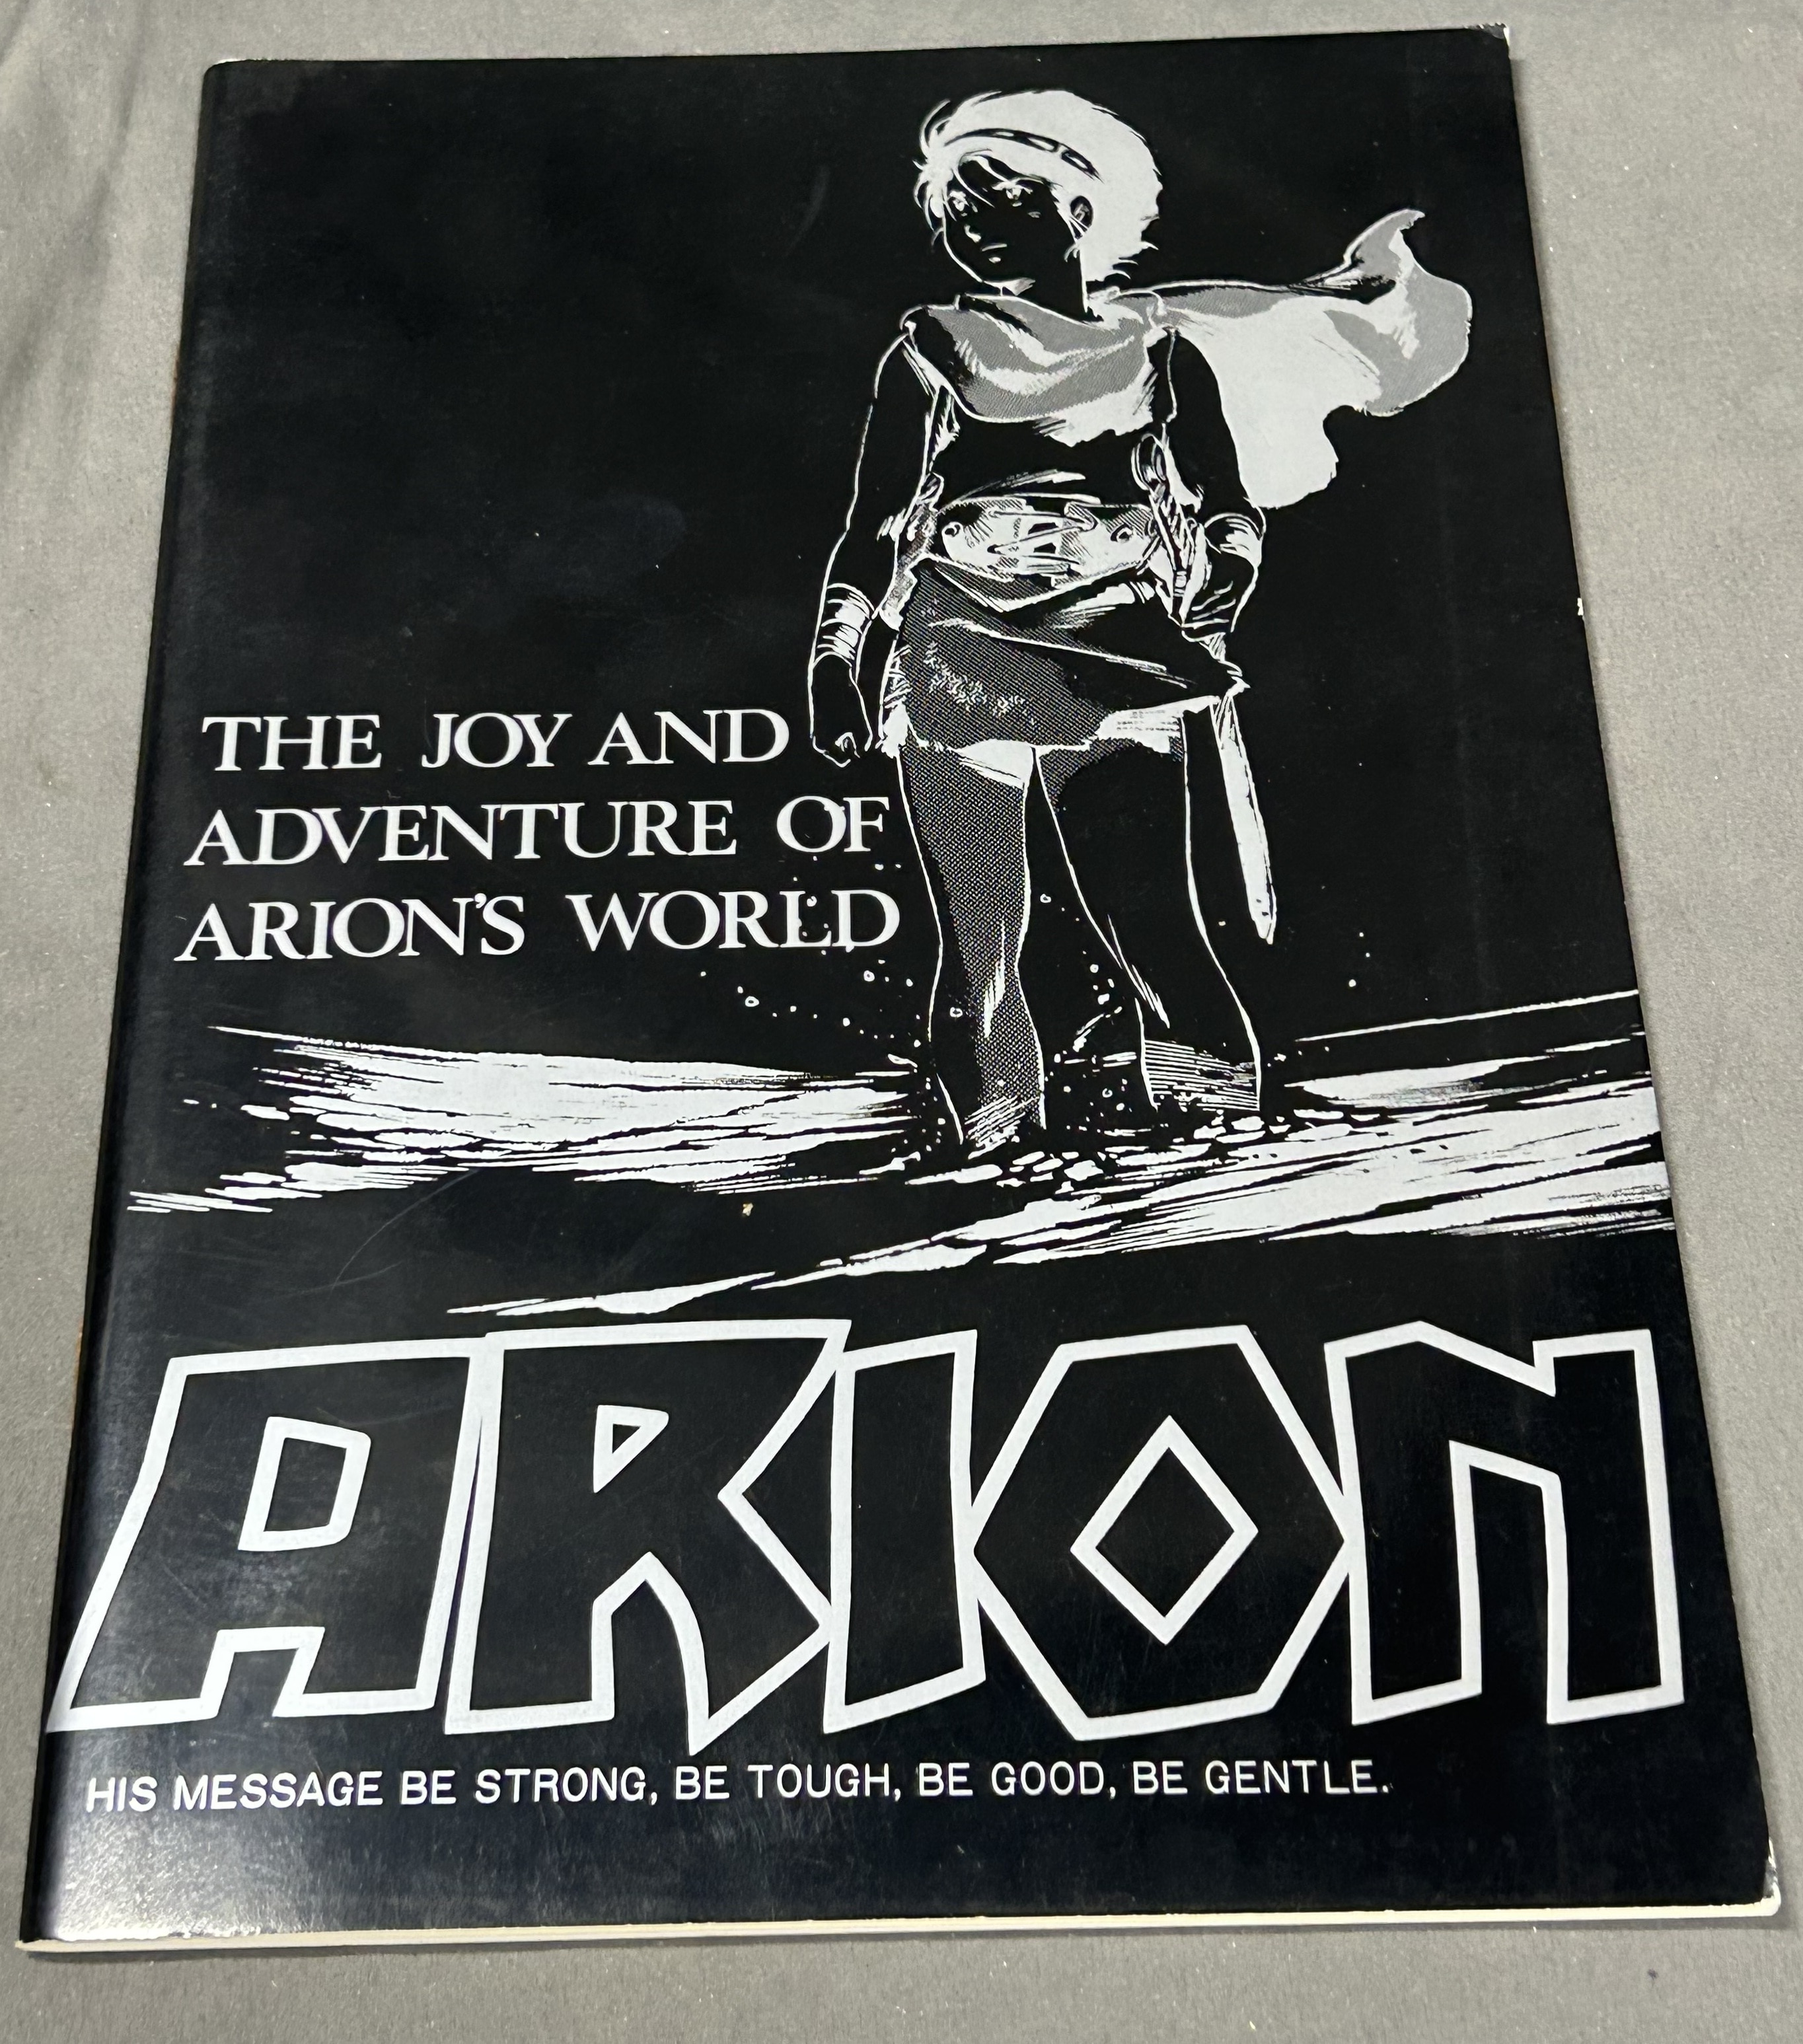 THE JOY AND
ADVENTURE OF
ARION'S WORLD
ARION
HIS MESSAGE BE STRONG, BE TOUGH, BE GOOD, BE GENTLE.